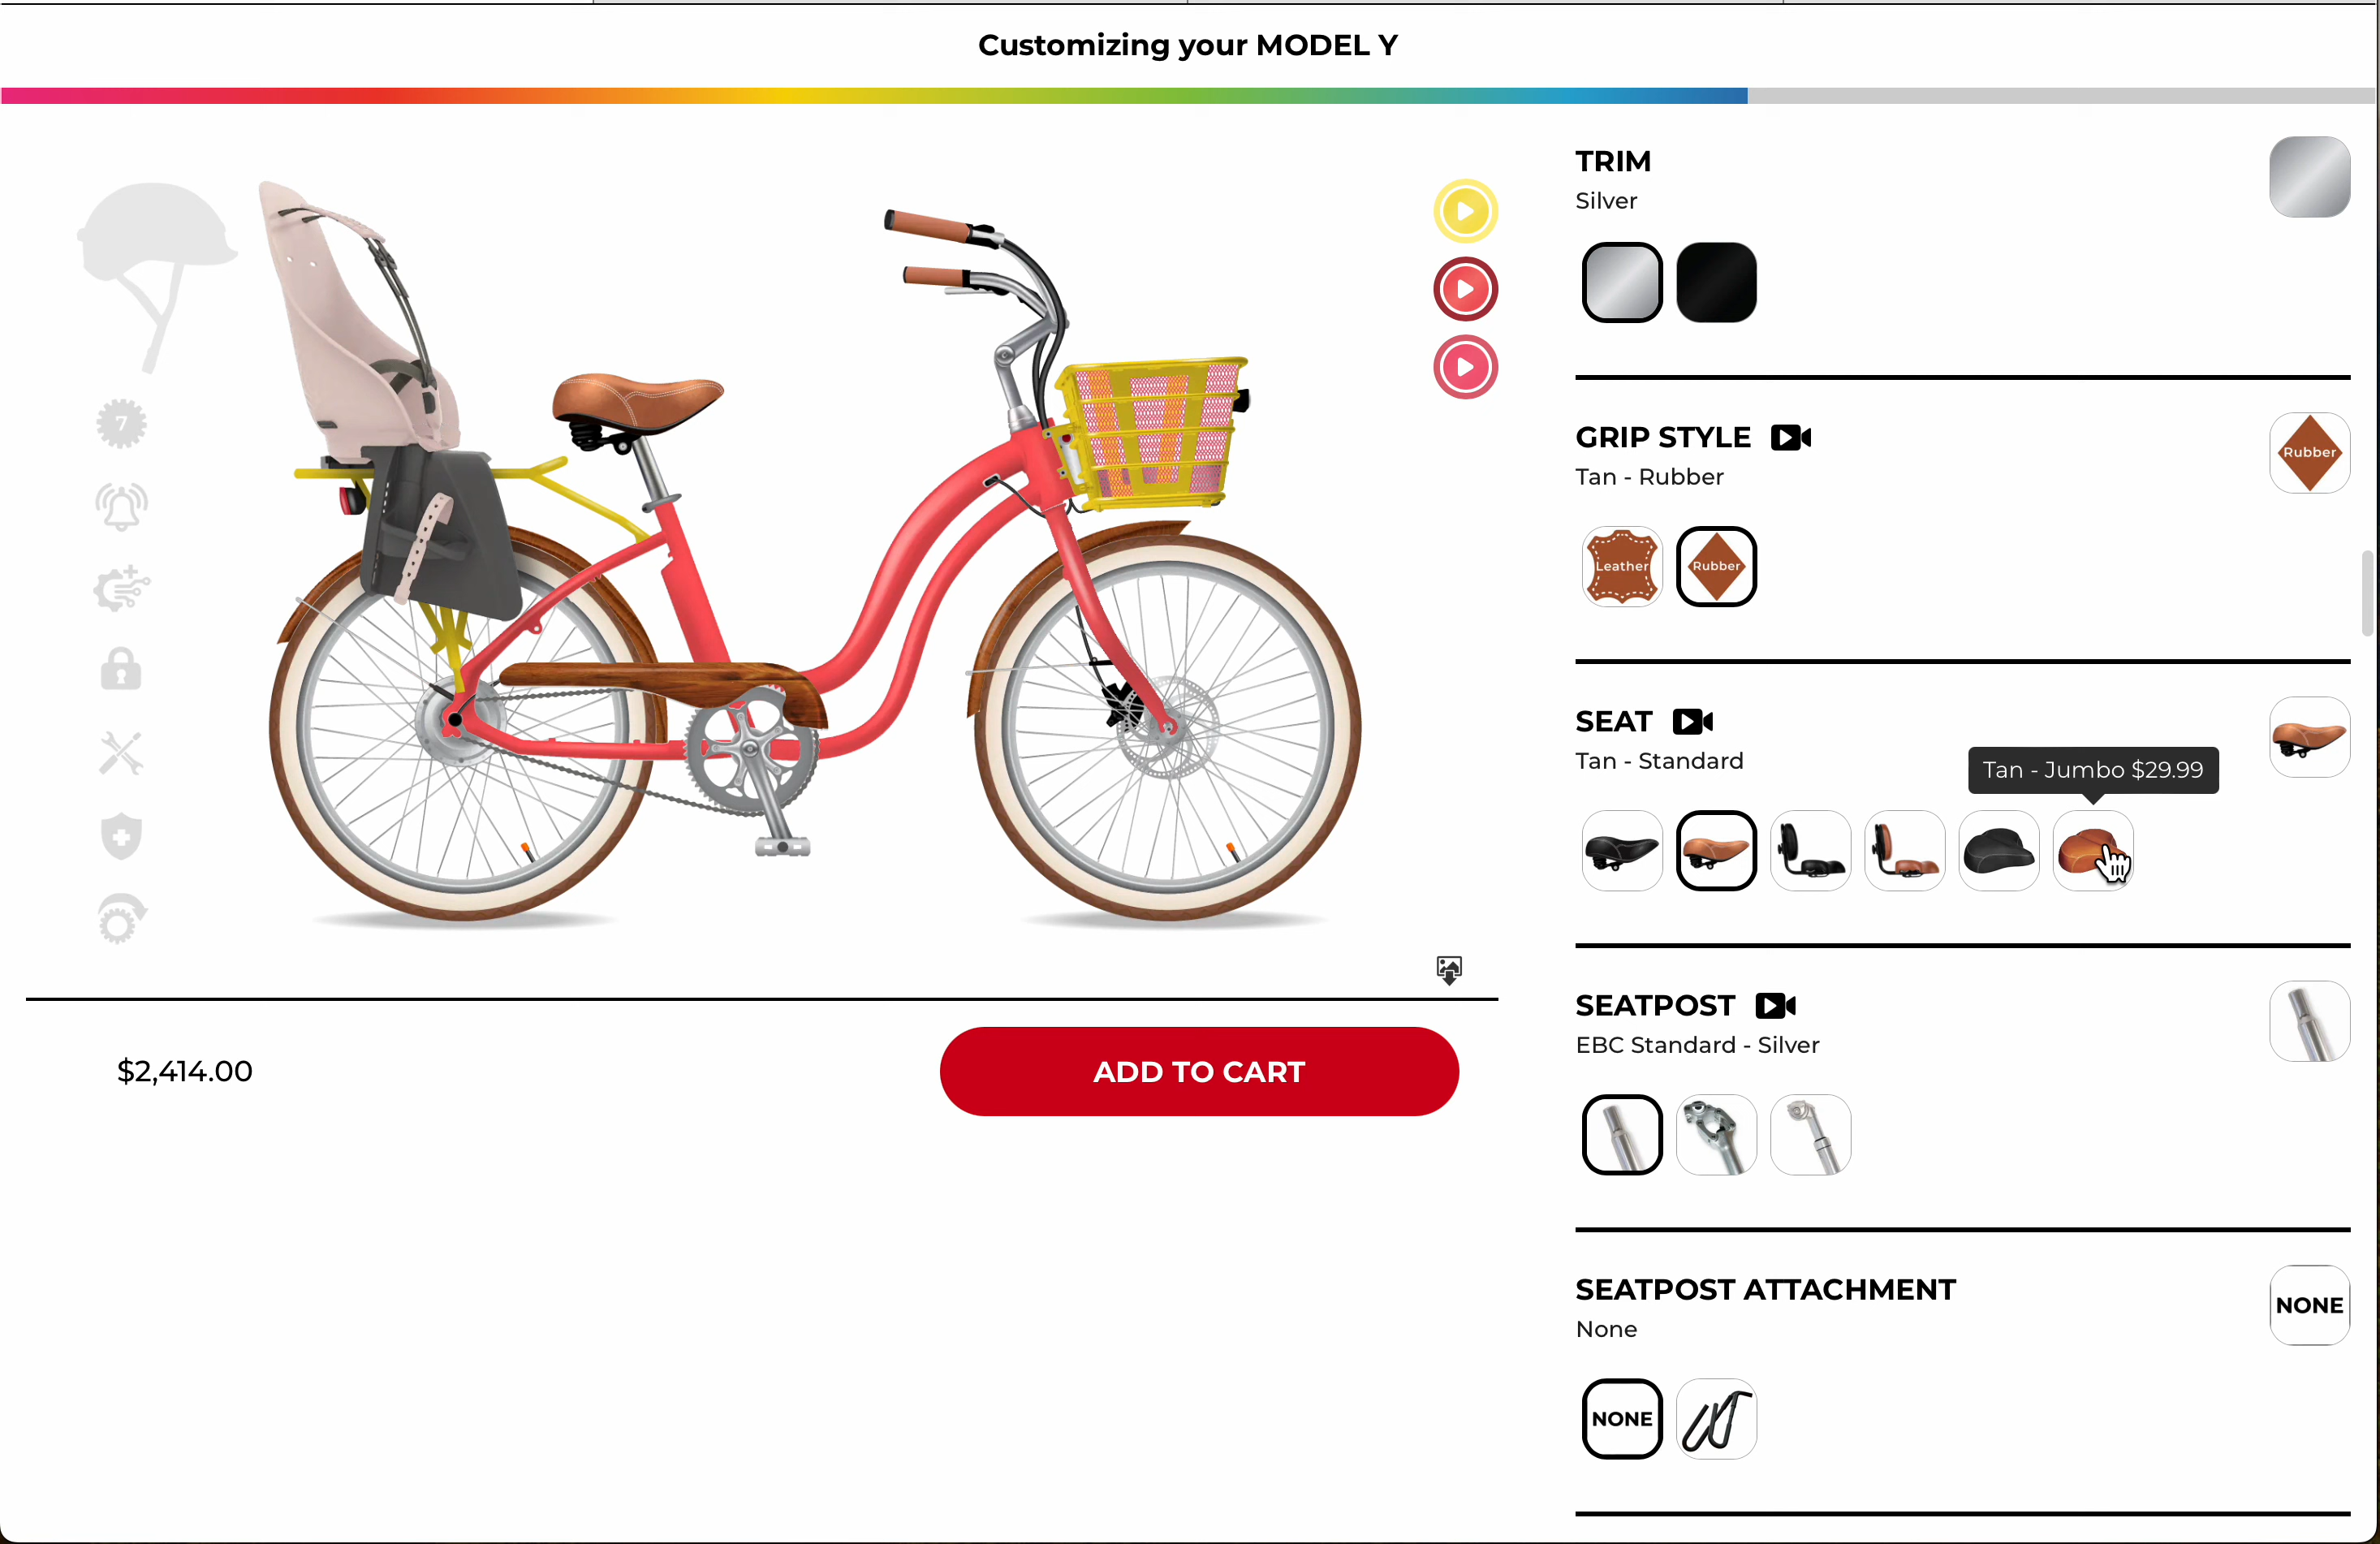 Customizing your MODEL Y
7
$2,414.00
ADD TO CART
TRIM
Silver
GRIP STYLE
Tan - Rubber
Rubber
Leather
Rubber
SEAT
Tan - Standard
Tan - Jumbo $29.99
SEATPOST
EBC Standard - Silver
SEATPOST ATTACHMENT
None
NONE
NONE